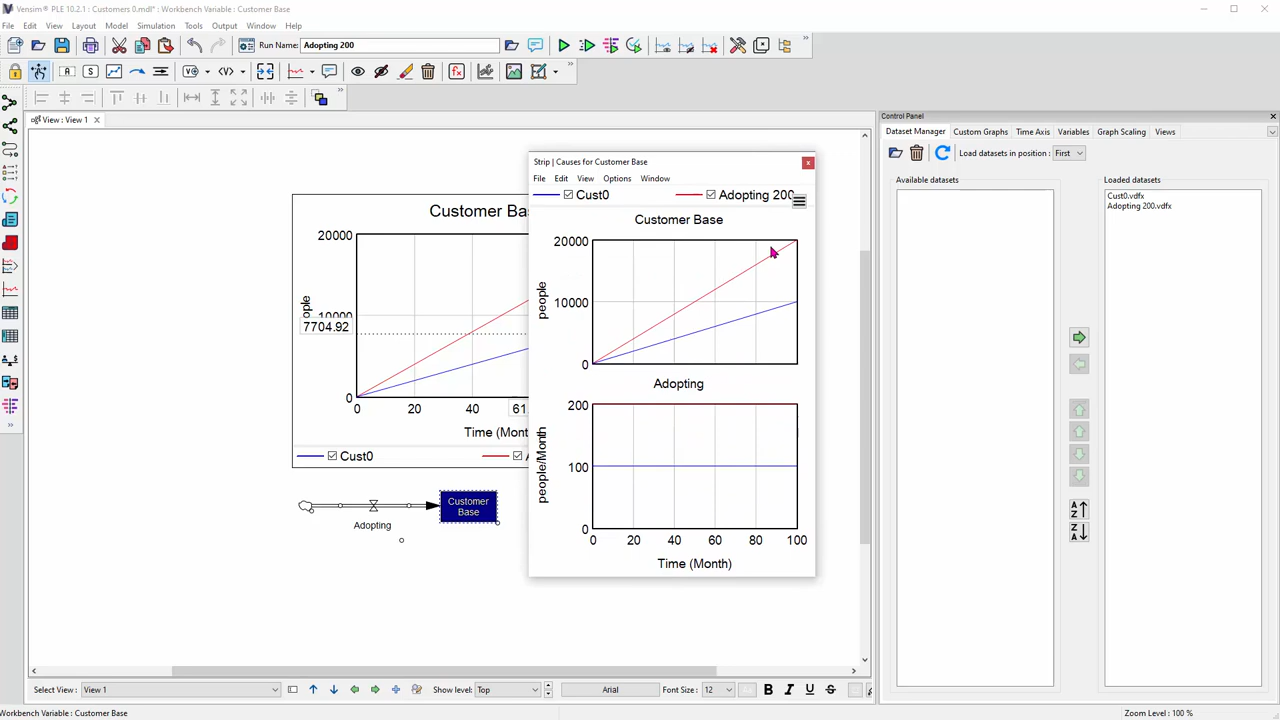 Vensim® PLE 10.2.1 : Customers 0.mdl* : Workbench Variable : Customer Base
File Edit View Layout Model Simulation Tools Output Window Help
Run Name: Adopting 200
View : View 1
Control Panel
Dataset Manager Custom Graphs Time Axis Variables Graph Scaling Views
Load datasets in position : First
Available datasets
Loaded datasets
Cust0.vdfx
Adopting 200.vdfx
Customer Ba
20000
10000
0
ople
7704.92
0 20 40 61.
Time (Mont
Cust0
Adopting
Customer
Base
Strip | Causes for Customer Base
File Edit View Options Window
Cust0 Adopting 200
Customer Base
20000
10000
0
people
Adopting
200
100
0
people/Month
0 20 40 60 80 100
Time (Month)
A
Z
Z
A
Select View : View 1
Show level: Top
Arial
Font Size : 12
B I U S
Workbench Variable : Customer Base
Zoom Level : 100 %